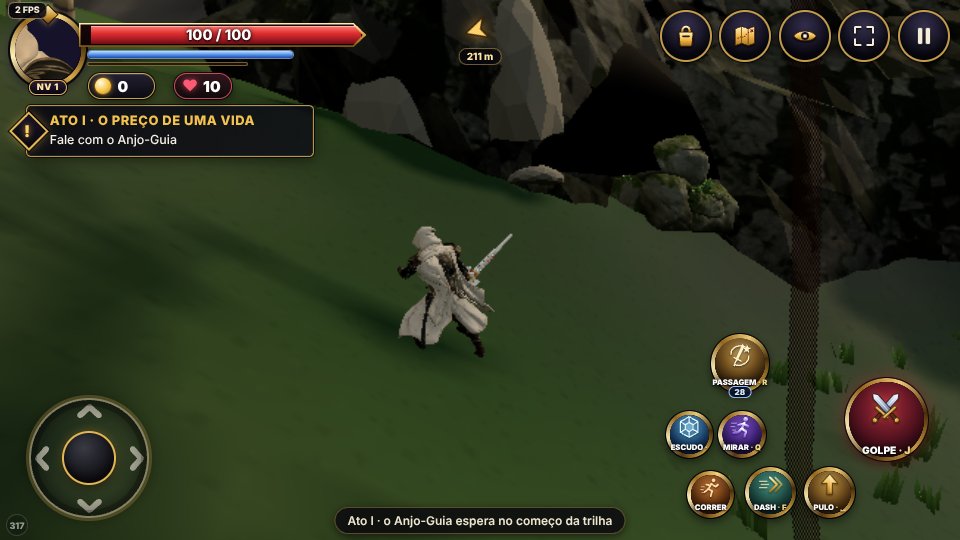 2 FPS
100 / 100
211 m
NV 1
0
10
ATO I · O PREÇO DE UMA VIDA
!
Fale com o Anjo-Guia
PASSAGEM · R
28
ESCUDO ·
MIRAR · Q
GOLPE · J
CORRER
DASH · F
PULO ·
Ato I · o Anjo-Guia espera no começo da trilha
317